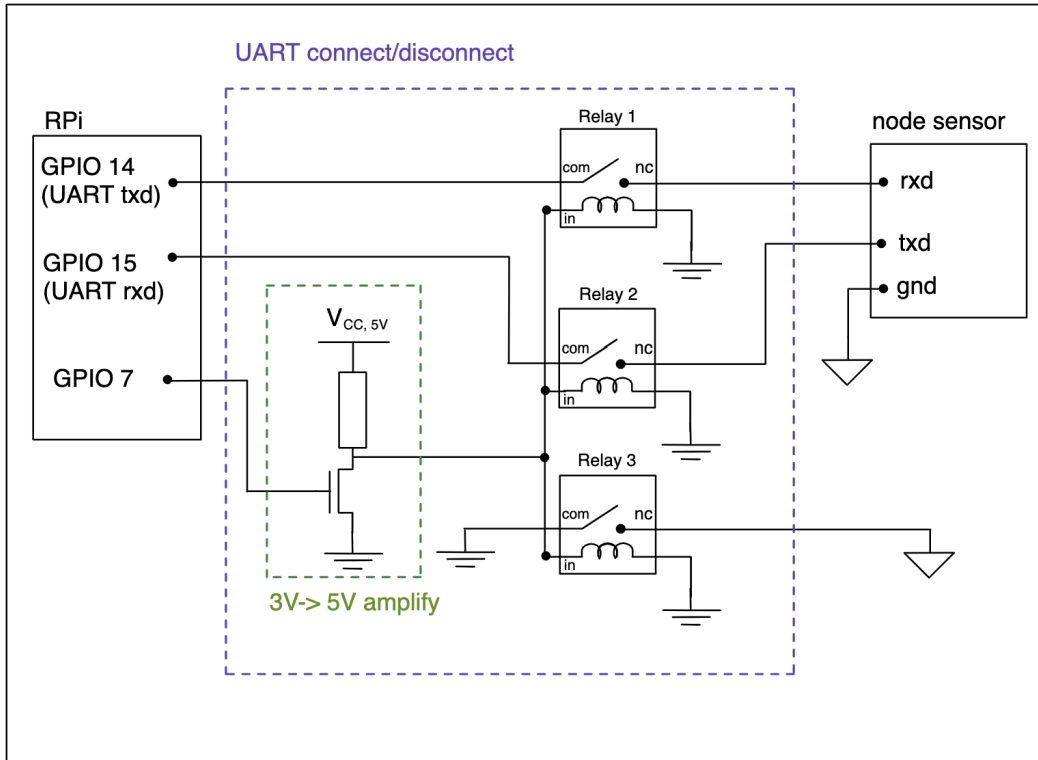 UART connect/disconnect
RPi
GPIO 14
(UART txd)
GPIO 15
(UART rxd)
GPIO 7
VCC, 5V
3V-> 5V amplify
Relay 1
com
nc
in
Relay 2
com
nc
in
Relay 3
com
nc
in
node sensor
rxd
txd
gnd